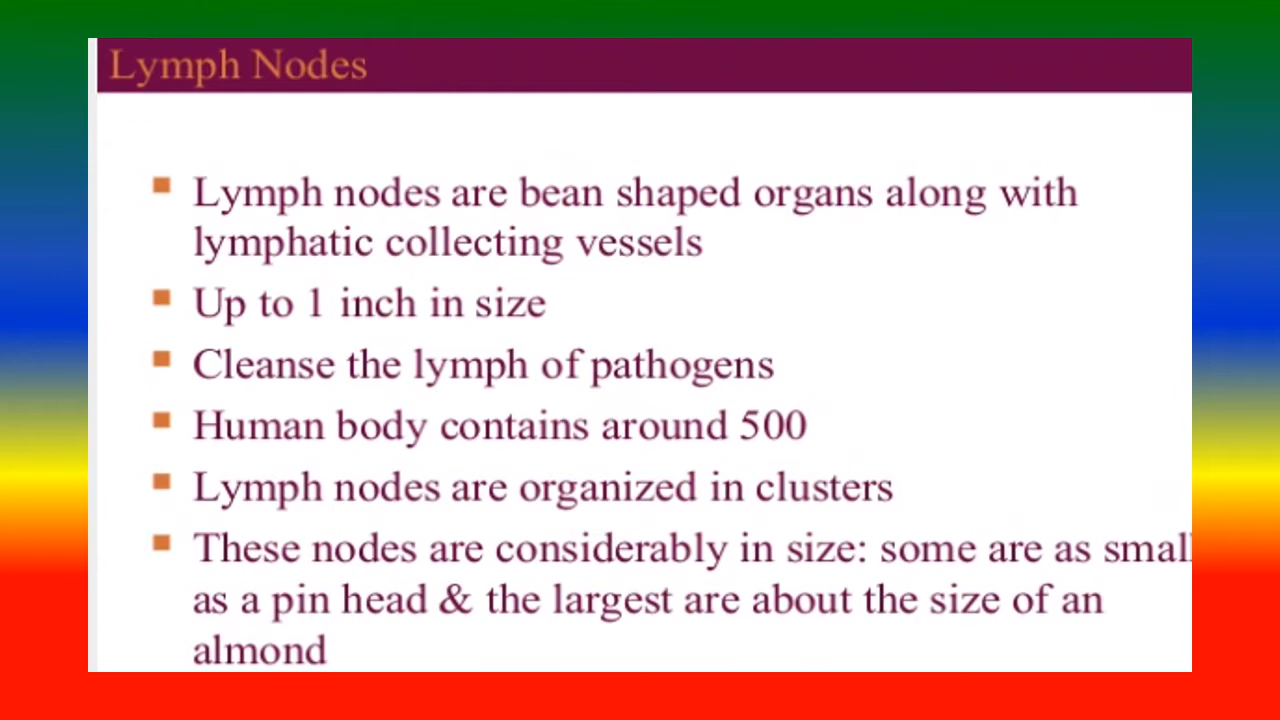 Lymph Nodes
Lymph nodes are bean shaped organs along with
lymphatic collecting vessels
Up to 1 inch in size
Cleanse the lymph of pathogens
Human body contains around 500
Lymph nodes are organized in clusters
These nodes are considerably in size: some are as small
as a pin head & the largest are about the size of an
almond